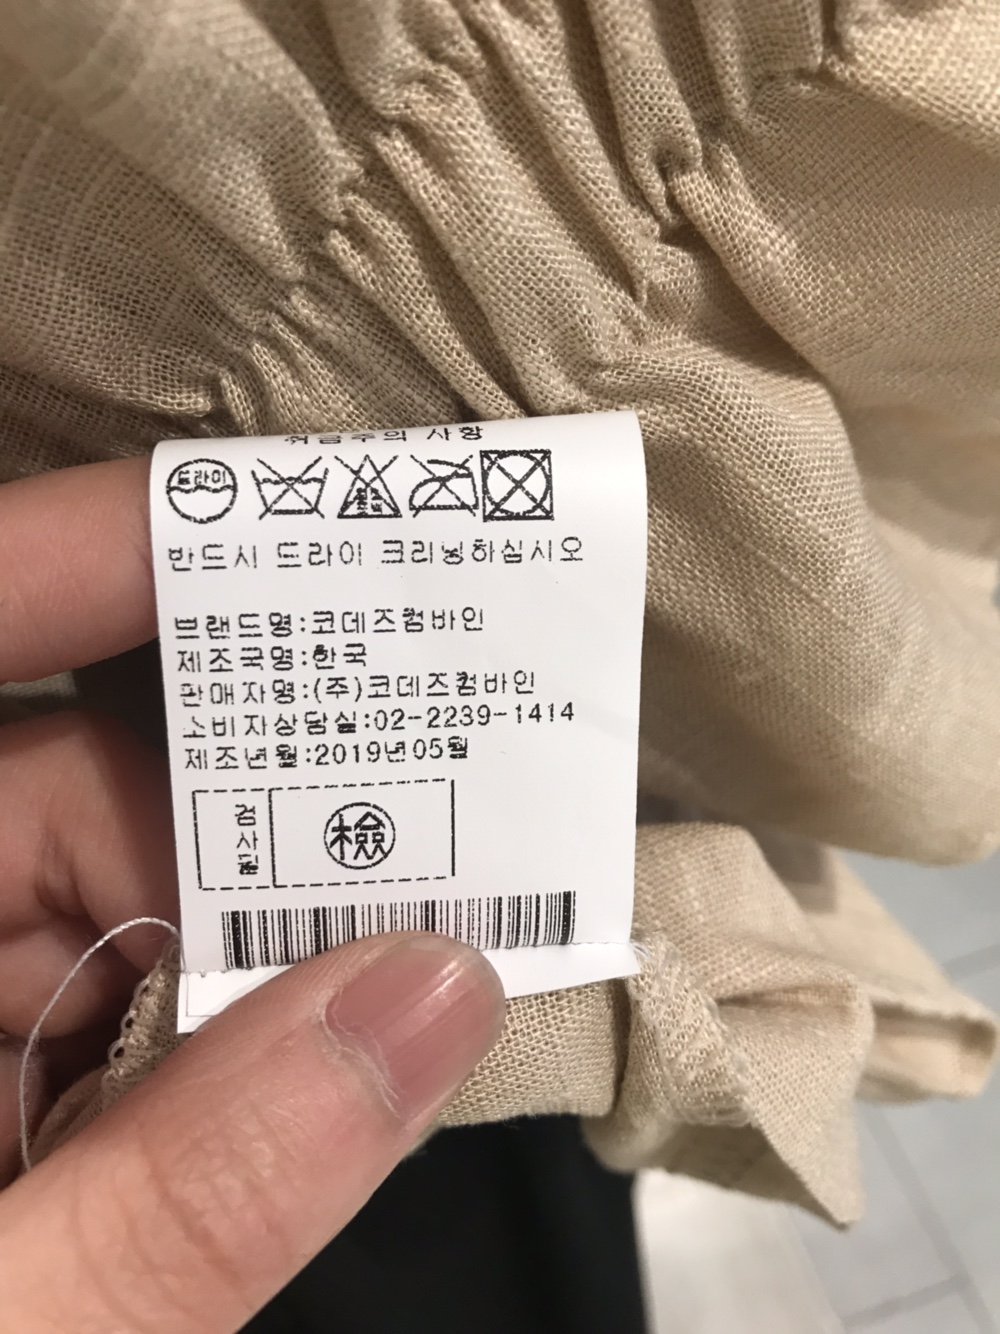 취급주의 사항
드라이
반드시 드라이 크리닝하십시오
브랜드명:코데즈컴바인
제조국명:한국
판매자명:(주)코데즈컴바인
소비자상담실:02-2239-1414
제조년월:2019년05월
검사필
檢